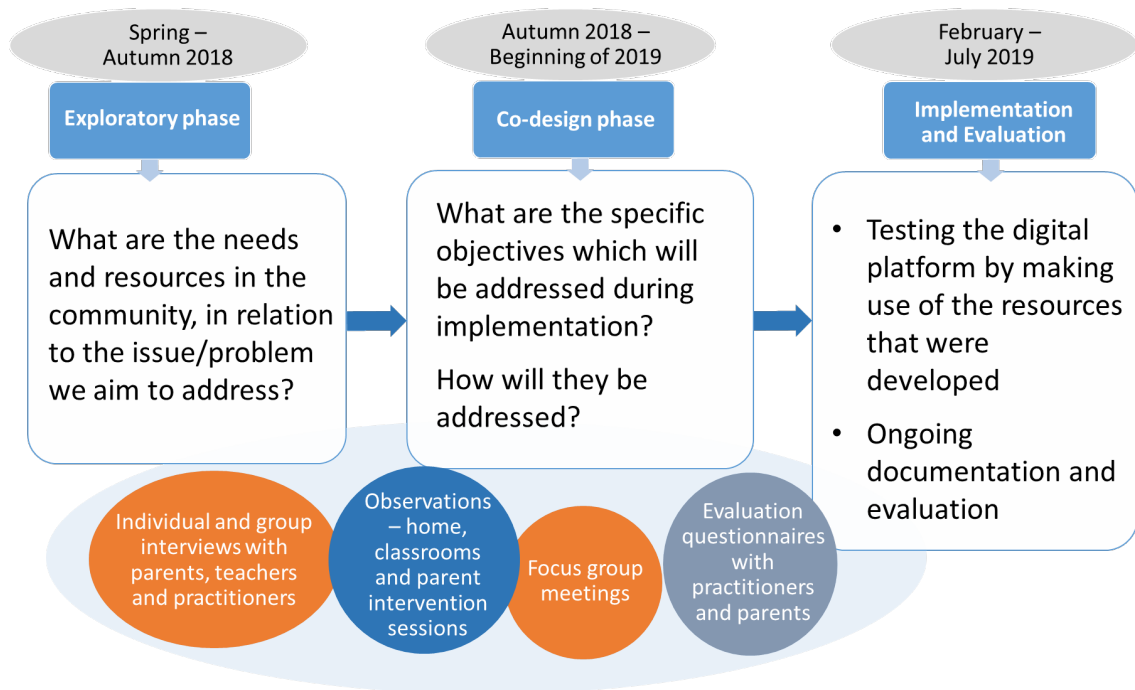 Spring –
Autumn 2018
Exploratory phase
What are the needs
and resources in the
community, in relation
to the issue/problem
we aim to address?
Autumn 2018 –
Beginning of 2019
Co-design phase
What are the specific
objectives which will
be addressed during
implementation?
How will they be
addressed?
February –
July 2019
Implementation
and Evaluation
• Testing the digital
platform by making
use of the resources
that were
developed
• Ongoing
documentation and
evaluation
Individual and group
interviews with
parents, teachers
and practitioners
Observations
– home,
classrooms
and parent
intervention
sessions
Focus group
meetings
Evaluation
questionnaires
with
practitioners
and parents